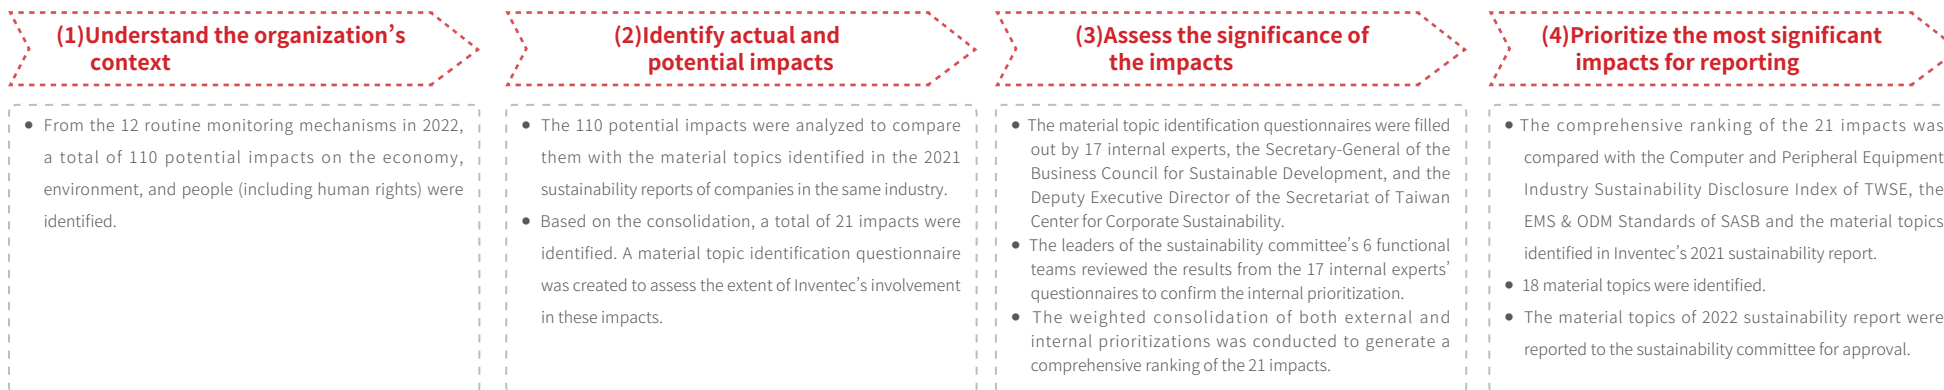 (1)Understand the organization’s
context
From the 12 routine monitoring mechanisms in 2022,
a total of 110 potential impacts on the economy,
environment, and people (including human rights) were
identified.
(2)Identify actual and
potential impacts
The 110 potential impacts were analyzed to compare
them with the material topics identified in the 2021
sustainability reports of companies in the same industry.
Based on the consolidation, a total of 21 impacts were
identified. A material topic identification questionnaire
was created to assess the extent of Inventec’s involvement
in these impacts.
(3)Assess the significance of
the impacts
The material topic identification questionnaires were filled
out by 17 internal experts, the Secretary-General of the
Business Council for Sustainable Development, and the
Deputy Executive Director of the Secretariat of Taiwan
Center for Corporate Sustainability.
The leaders of the sustainability committee’s 6 functional
teams reviewed the results from the 17 internal experts’
questionnaires to confirm the internal prioritization.
The weighted consolidation of both external and
internal prioritizations was conducted to generate a
comprehensive ranking of the 21 impacts.
(4)Prioritize the most significant
impacts for reporting
The comprehensive ranking of the 21 impacts was
compared with the Computer and Peripheral Equipment
Industry Sustainability Disclosure Index of TWSE, the
EMS & ODM Standards of SASB and the material topics
identified in Inventec’s 2021 sustainability report.
18 material topics were identified.
The material topics of 2022 sustainability report were
reported to the sustainability committee for approval.